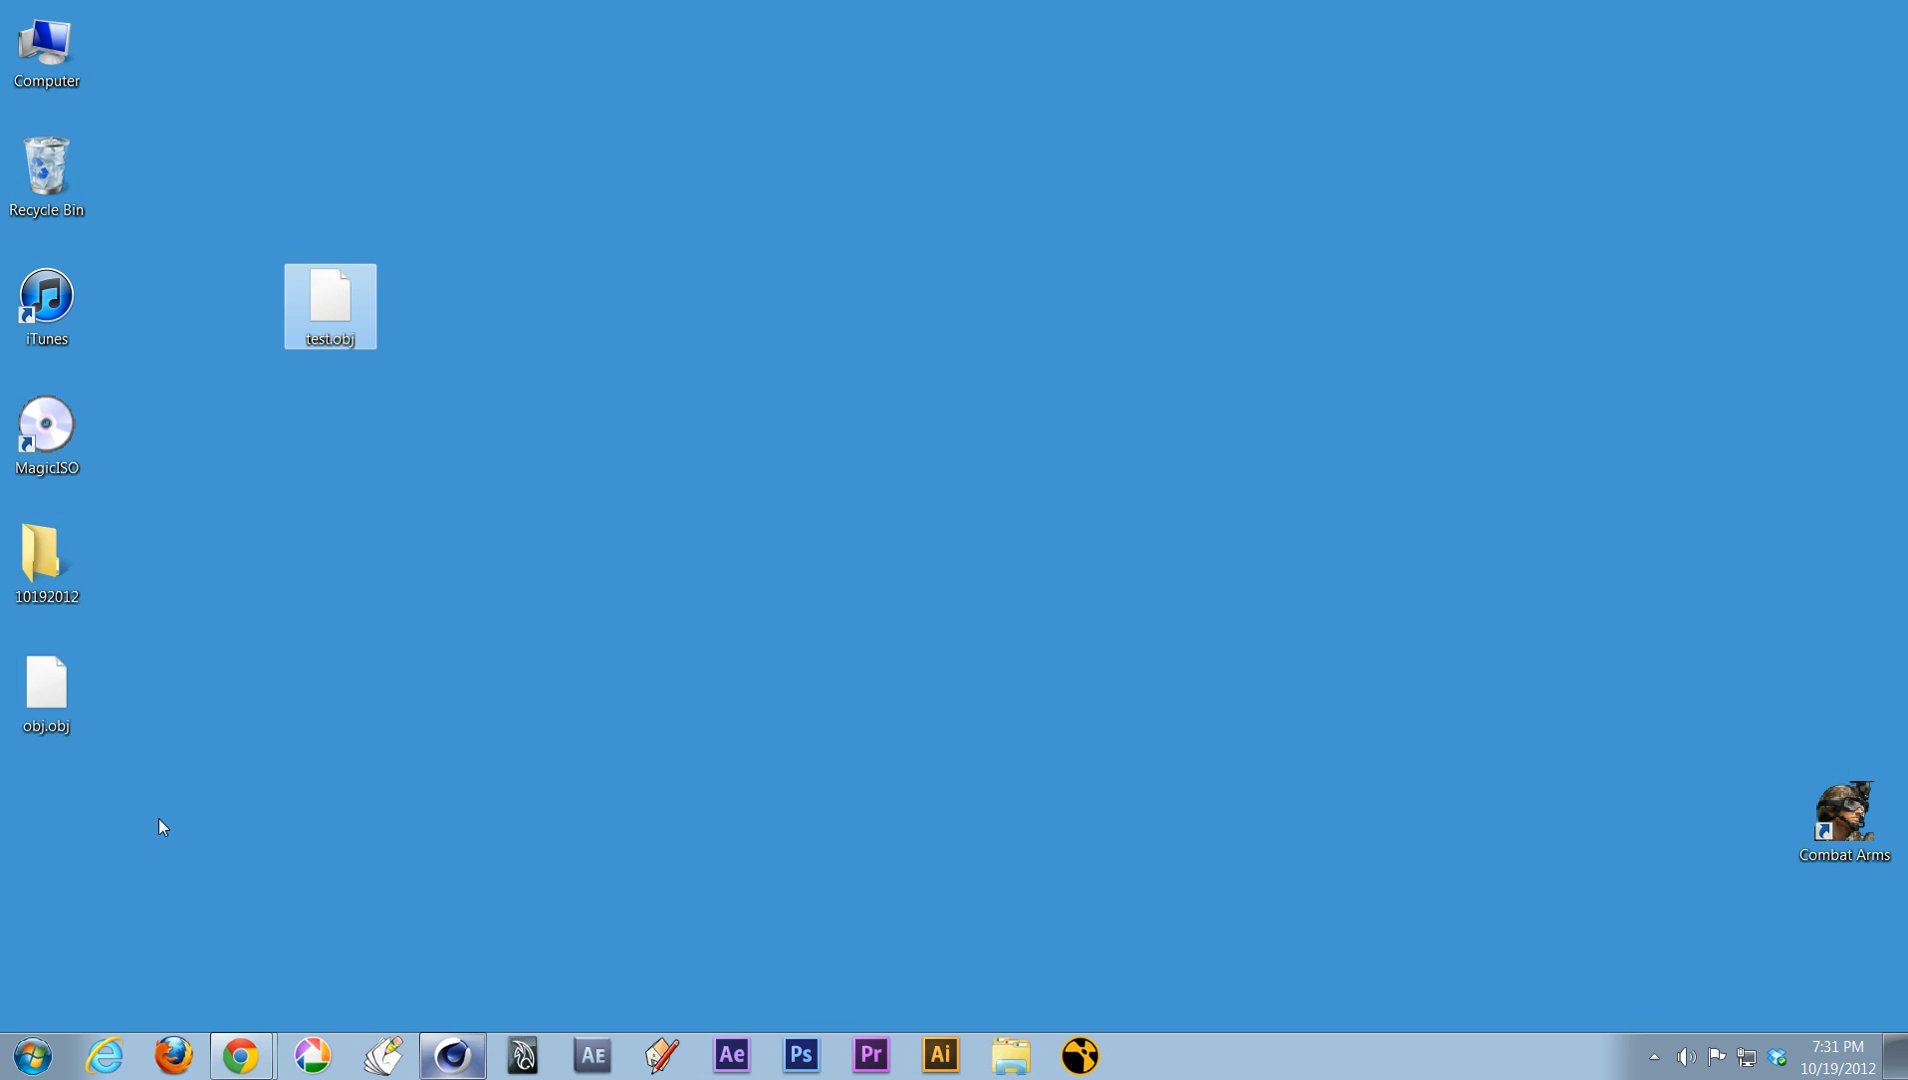 Computer
Recycle Bin
iTunes
test.obj
MagicISO
10192012
obj.obj
Combat Arms
AE
Ae
Ps
Pr
Ai
7:31 PM
10/19/2012